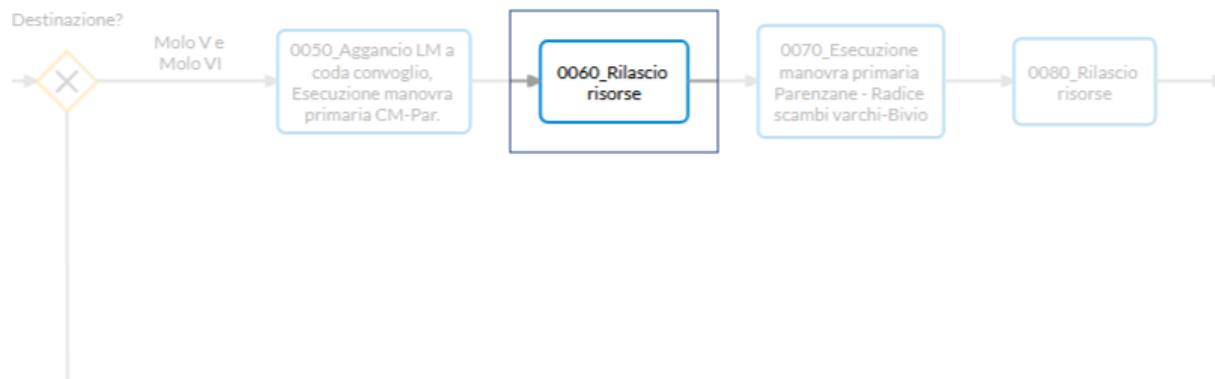 Destinazione?
Molo V e
Molo VI
0050_Aggancio LM a
coda convoglio,
Esecuzione manovra
primaria CM-Par.
0060_Rilascio
risorse
0070_Esecuzione
manovra primaria
Parenzane - Radice
scambi varchi-Bivio
0080_Rilascio
risorse